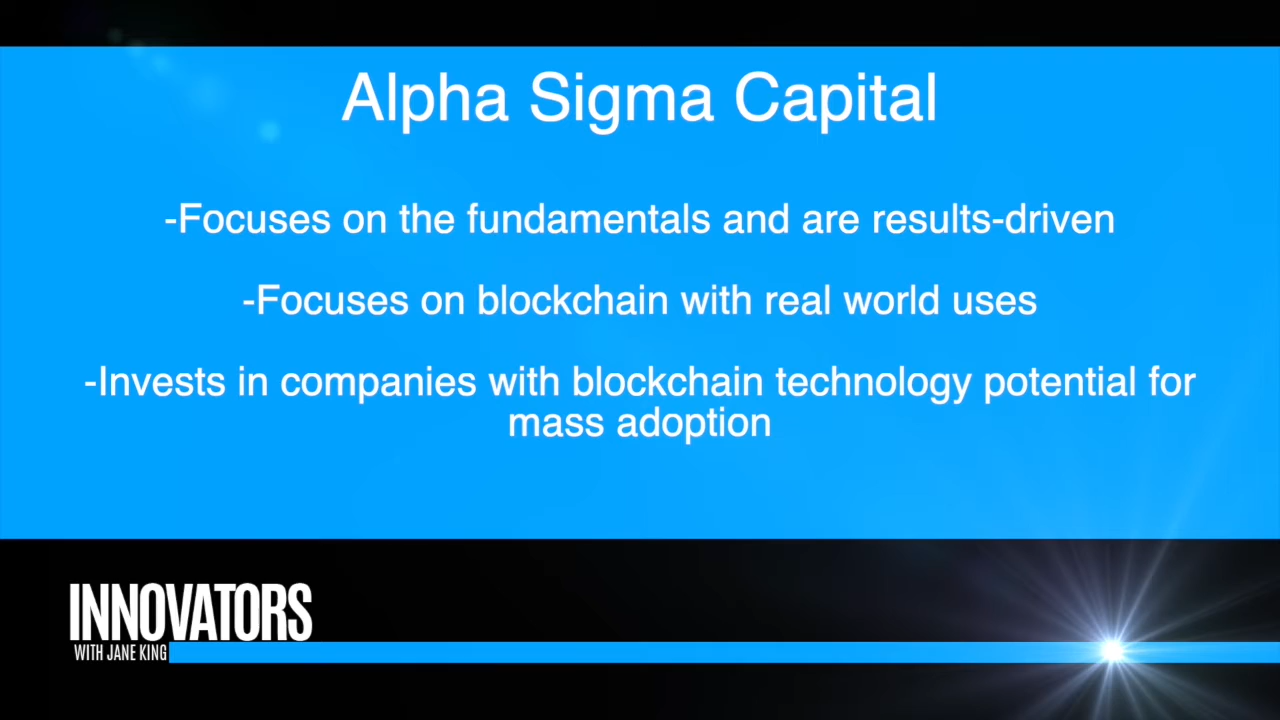 Alpha Sigma Capital
-Focuses on the fundamentals and are results-driven
-Focuses on blockchain with real world uses
-Invests in companies with blockchain technology potential for
mass adoption
INNOVATORS
WITH JANE KING